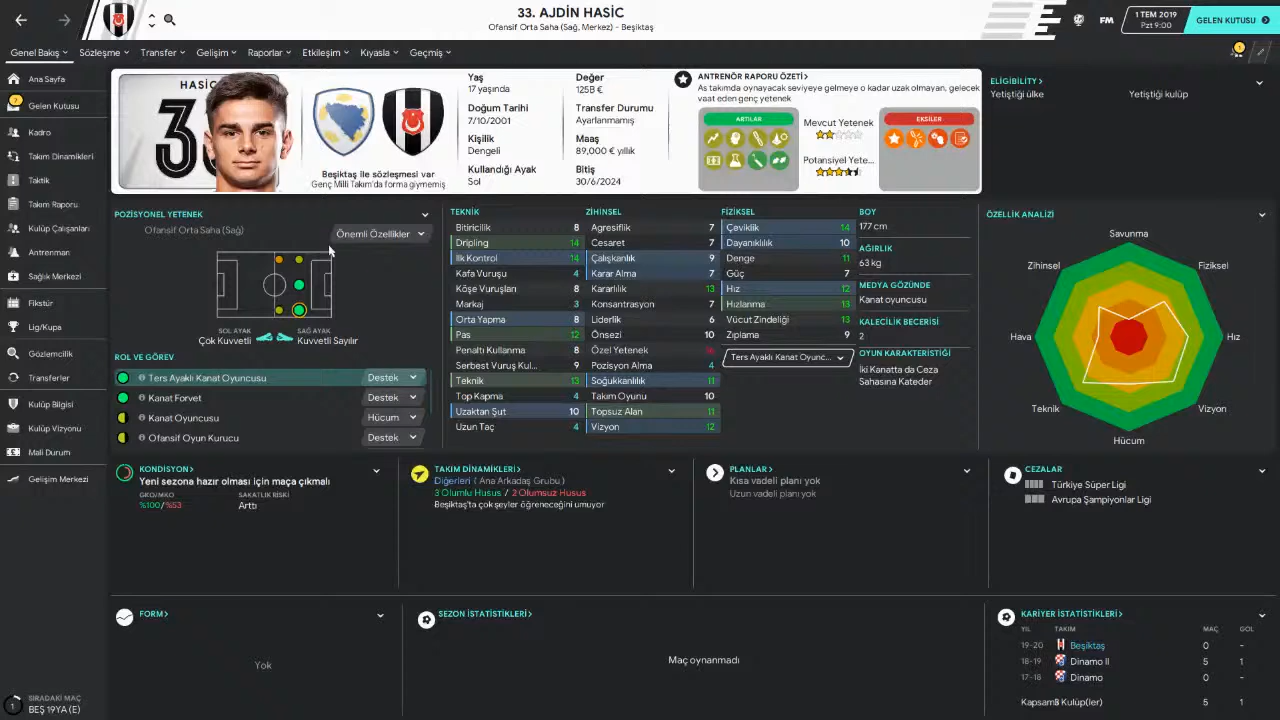 33. AJDİN HASİC
Ofansif Orta Saha (Sağ, Merkez) - Beşiktaş
FM
1 TEM 2019
Pzt 9:00
GELEN KUTUSU
Genel Bakış
Sözleşme
Transfer
Gelişim
Raporlar
Etkileşim
Kıyasla
Geçmiş
Ana Sayfa
Gelen Kutusu
Kadro
Takım Dinamikleri
Taktik
Takım Raporu
Kulüp Çalışanları
Antrenman
Sağlık Merkezi
Fikstür
Lig/Kupa
Gözlemcilik
Transferler
Kulüp Bilgisi
Kulüp Vizyonu
Mali Durum
Gelişim Merkezi
SIRADAKİ MAÇ
BEŞ 19YA (E)
HASİC
Beşiktaş ile sözleşmesi var
Genç Milli Takım'da forma giymemiş
Yaş
17 yaşında
Doğum Tarihi
7/10/2001
Kişilik
Dengeli
Kullandığı Ayak
Sol
Değer
125B €
Transfer Durumu
Ayarlanmamış
Maaş
89,000 € yıllık
Bitiş
30/6/2024
ANTRENÖR RAPORU ÖZETİ
As takımda oynayacak seviyeye gelmeye o kadar uzak olmayan, gelecek
vaat eden genç yetenek
ARTILAR
Mevcut Yetenek
Potansiyel Yete...
EKSİLER
ELIGIBILITY
Yetiştiği ülke
Yetiştiği kulüp
POZİSYONEL YETENEK
Ofansif Orta Saha (Sağ)
Önemli Özellikler
SOL AYAK
Çok Kuvvetli
SAĞ AYAK
Kuvvetli Sayılır
ROL VE GÖREV
Ters Ayaklı Kanat Oyuncusu Destek
Kanat Forvet Destek
Kanat Oyuncusu Hücum
Ofansif Oyun Kurucu Destek
TEKNİK
Bitiricilik 8
Dripling 14
İlk Kontrol 14
Kafa Vuruşu 4
Köşe Vuruşları 8
Markaj 3
Orta Yapma 8
Pas 12
Penaltı Kullanma 8
Serbest Vuruş Kul... 9
Teknik 13
Top Kapma 4
Uzaktan Şut 10
Uzun Taç 4
ZİHİNSEL
Agresiflik 7
Cesaret 7
Çalışkanlık 9
Karar Alma 7
Kararlılık 13
Konsantrasyon 7
Liderlik 6
Önsezi 10
Özel Yetenek
Pozisyon Alma 4
Soğukkanlılık 11
Takım Oyunu 10
Topsuz Alan 11
Vizyon 12
FİZİKSEL
Çeviklik 14
Dayanıklılık 10
Denge 11
Güç 7
Hız 12
Hızlanma 13
Vücut Zindeliği 13
Zıplama 9
Ters Ayaklı Kanat Oyunc...
BOY
177 cm
AĞIRLIK
63 kg
MEDYA GÖZÜNDE
Kanat oyuncusu
KALECİLİK BECERİSİ
2
OYUN KARAKTERİSTİĞİ
İki Kanatta da Ceza
Sahasına Kateder
ÖZELLİK ANALİZİ
Savunma
Fiziksel
Hız
Vizyon
Hücum
Teknik
Hava
Zihinsel
KONDİSYON
Yeni sezona hazır olması için maça çıkmalı
GKO/MKO
%100/%53
SAKATLIK RİSKİ
Arttı
TAKIM DİNAMİKLERİ
Diğerleri ( Ana Arkadaş Grubu )
3 Olumlu Husus / 2 Olumsuz Husus
Beşiktaş'ta çok şeyler öğreneceğini umuyor
PLANLAR
Kısa vadeli planı yok
Uzun vadeli planı yok
CEZALAR
Türkiye Süper Ligi
Avrupa Şampiyonlar Ligi
FORM
Yok
SEZON İSTATİSTİKLERİ
Maç oynanmadı
KARİYER İSTATİSTİKLERİ
YIL TAKIM MAÇ GOL
19-20 Beşiktaş 0 -
18-19 Dinamo II 5 1
17-18 Dinamo 0 -
Kulüp(ler) 5 1